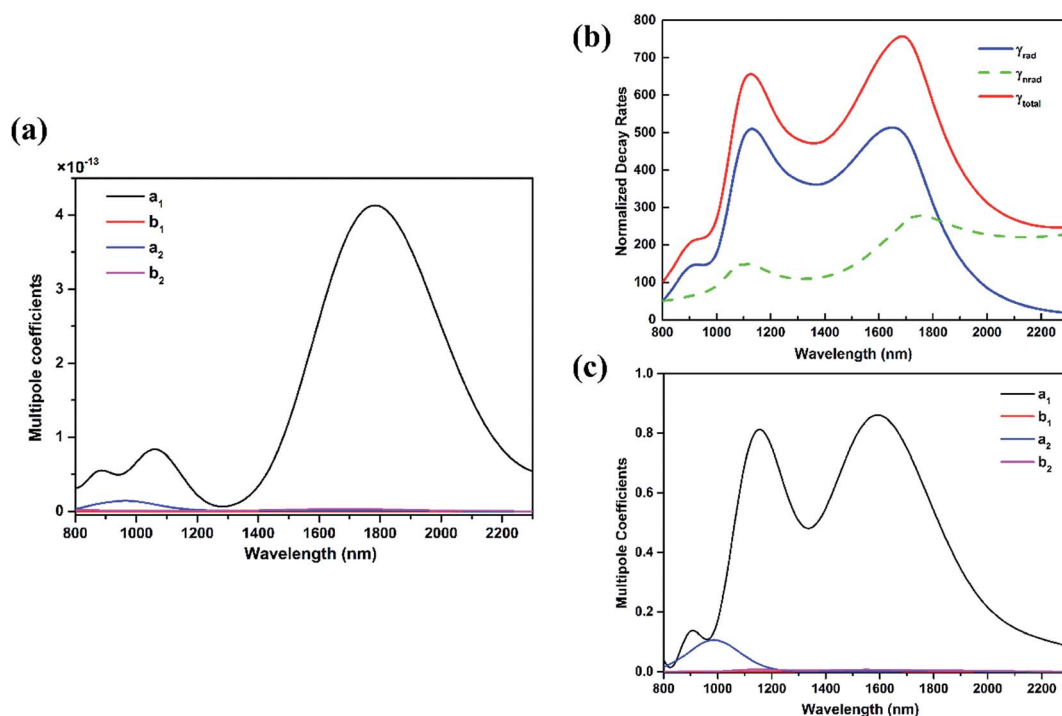 (a)
×10⁻¹³
a₁
b₁
a₂
b₂
4
3
2
1
0
Multipole coefficients
800 1000 1200 1400 1600 1800 2000 2200
Wavelength (nm)
(b)
800
700
600
500
400
300
200
100
0
Normalized Decay Rates
γrad
γnrad
γtotal
800 1000 1200 1400 1600 1800 2000 2200
Wavelength (nm)
(c)
1.0
0.8
0.6
0.4
0.2
0.0
Multipole Coefficients
a₁
b₁
a₂
b₂
800 1000 1200 1400 1600 1800 2000 2200
Wavelength (nm)